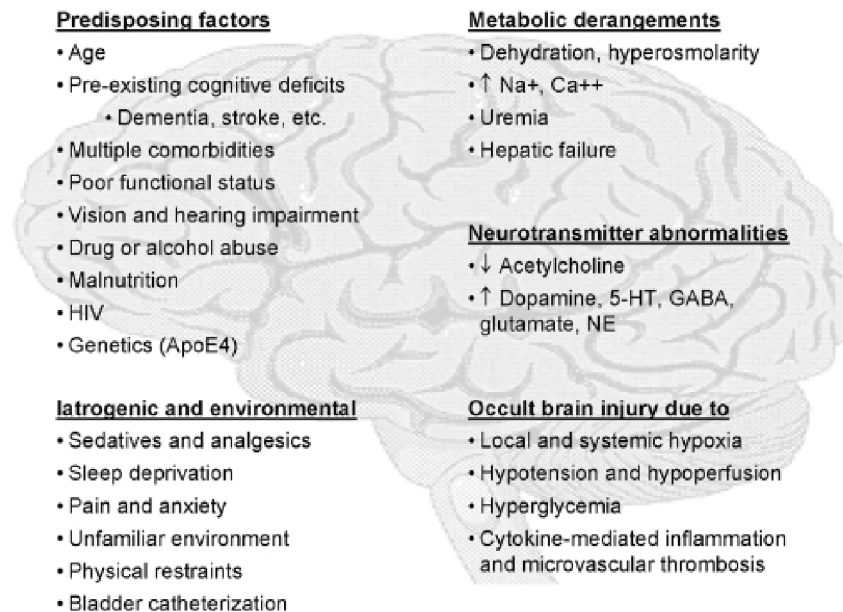 Predisposing factors
• Age
• Pre-existing cognitive deficits
• Dementia, stroke, etc.
• Multiple comorbidities
• Poor functional status
• Vision and hearing impairment
• Drug or alcohol abuse
• Malnutrition
• HIV
• Genetics (ApoE4)
Metabolic derangements
• Dehydration, hyperosmolarity
• ↑ Na+, Ca++
• Uremia
• Hepatic failure
Neurotransmitter abnormalities
• ↓ Acetylcholine
• ↑ Dopamine, 5-HT, GABA,
glutamate, NE
Iatrogenic and environmental
• Sedatives and analgesics
• Sleep deprivation
• Pain and anxiety
• Unfamiliar environment
• Physical restraints
• Bladder catheterization
Occult brain injury due to
• Local and systemic hypoxia
• Hypotension and hypoperfusion
• Hyperglycemia
• Cytokine-mediated inflammation
and microvascular thrombosis